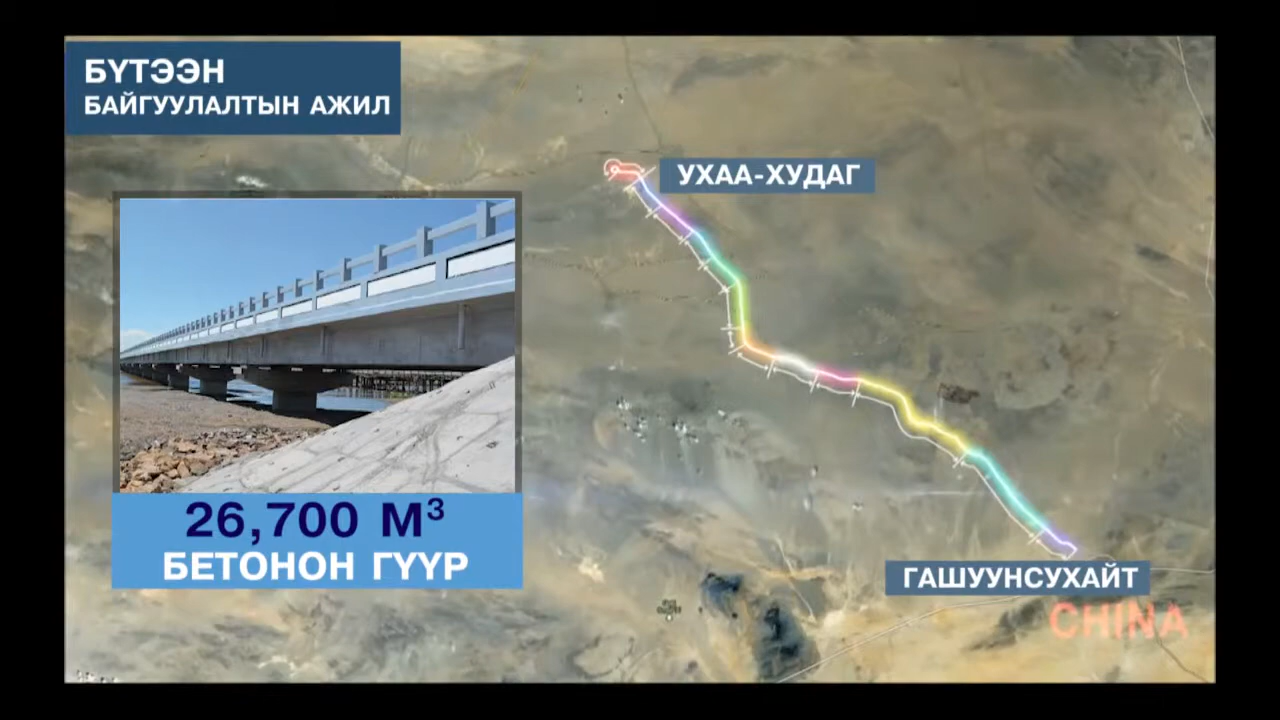 БҮТЭЭН
БАЙГУУЛАЛТЫН АЖИЛ
УХАА-ХУДАГ
26,700 М³
БЕТОНОН ГҮҮР
ГАШУУНСУХАЙТ
CHINA